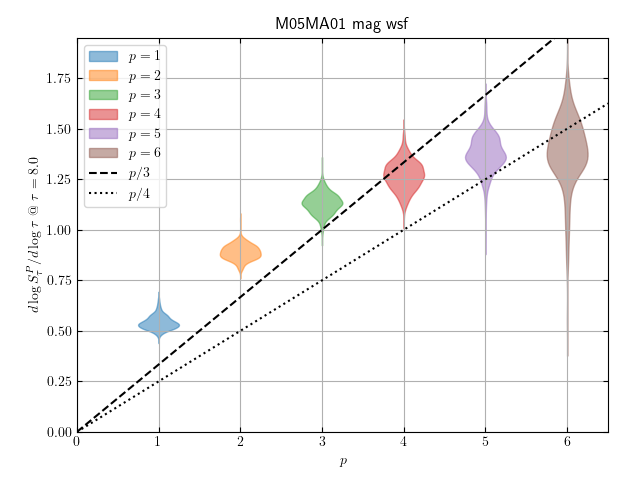 M05MA01 mag wsf
p = 1
p = 2
p = 3
p = 4
p = 5
p = 6
p/3
p/4
d log S_τ^p / d log τ @ τ = 8.0
1.75
1.50
1.25
1.00
0.75
0.50
0.25
0.00
0 1 2 3 4 5 6
p